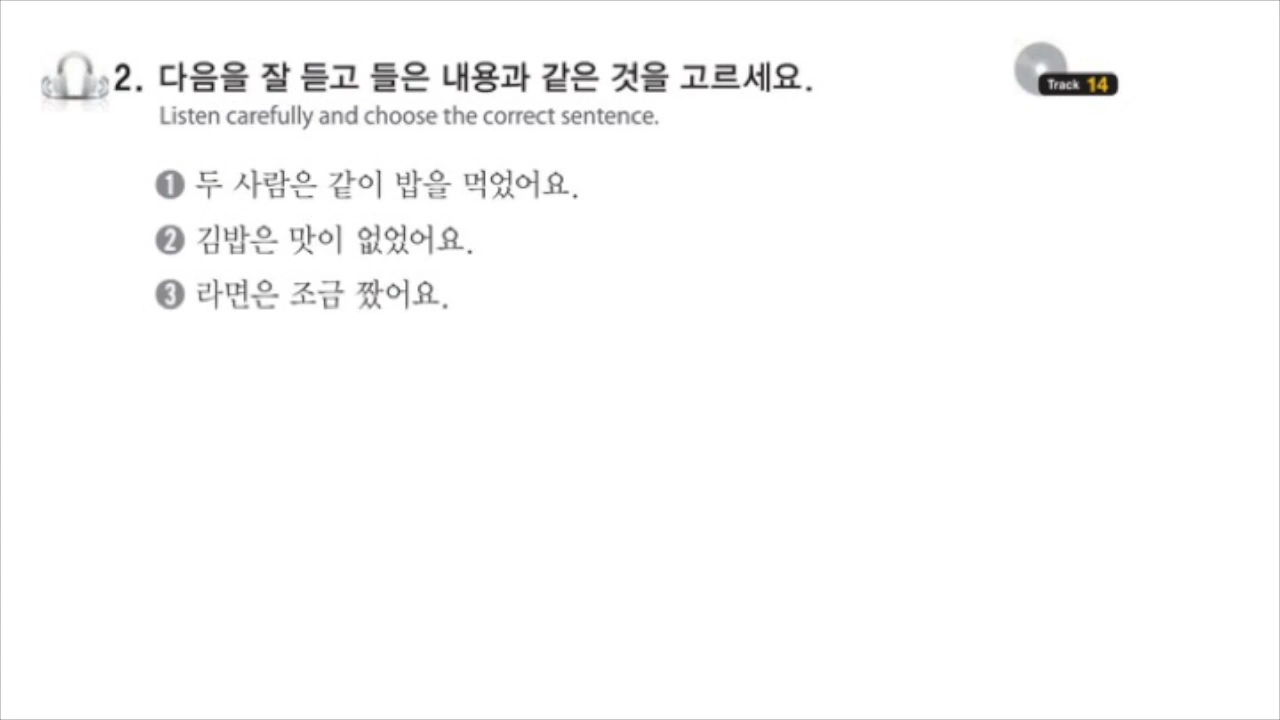 2. 다음을 잘 듣고 들은 내용과 같은 것을 고르세요.
Track 14
Listen carefully and choose the correct sentence.
❶ 두 사람은 같이 밥을 먹었어요.
❷ 김밥은 맛이 없었어요.
❸ 라면은 조금 짰어요.